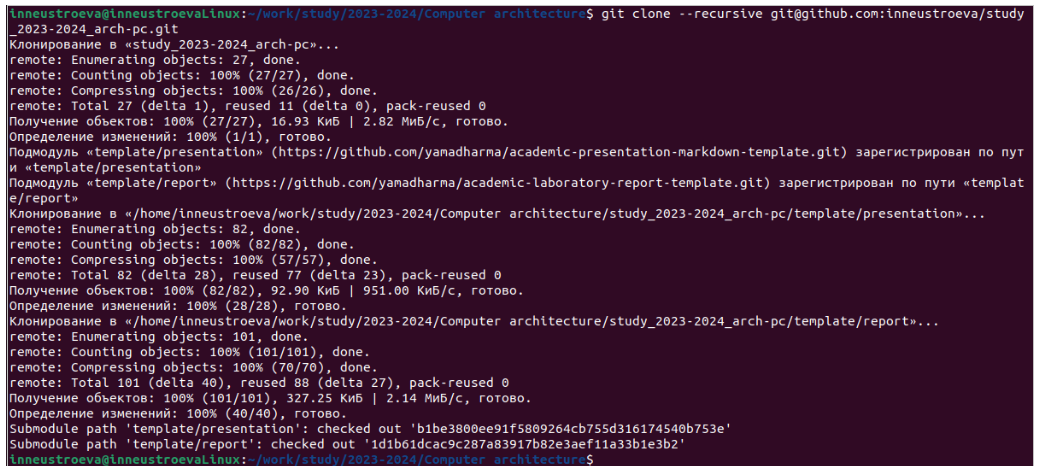 inneustroeva@inneustroevaLinux:~/work/study/2023-2024/Computer architecture$ git clone --recursive git@github.com:inneustroeva/study
_2023-2024_arch-pc.git
Клонирование в «study_2023-2024_arch-pc»...
remote: Enumerating objects: 27, done.
remote: Counting objects: 100% (27/27), done.
remote: Compressing objects: 100% (26/26), done.
remote: Total 27 (delta 1), reused 11 (delta 0), pack-reused 0
Получение объектов: 100% (27/27), 16.93 КиБ | 2.82 МиБ/с, готово.
Определение изменений: 100% (1/1), готово.
Подмодуль «template/presentation» (https://github.com/yamadharma/academic-presentation-markdown-template.git) зарегистрирован по пут
и «template/presentation»
Подмодуль «template/report» (https://github.com/yamadharma/academic-laboratory-report-template.git) зарегистрирован по пути «templat
e/report»
Клонирование в «/home/inneustroeva/work/study/2023-2024/Computer architecture/study_2023-2024_arch-pc/template/presentation»...
remote: Enumerating objects: 82, done.
remote: Counting objects: 100% (82/82), done.
remote: Compressing objects: 100% (57/57), done.
remote: Total 82 (delta 28), reused 77 (delta 23), pack-reused 0
Получение объектов: 100% (82/82), 92.90 КиБ | 951.00 КиБ/с, готово.
Определение изменений: 100% (28/28), готово.
Клонирование в «/home/inneustroeva/work/study/2023-2024/Computer architecture/study_2023-2024_arch-pc/template/report»...
remote: Enumerating objects: 101, done.
remote: Counting objects: 100% (101/101), done.
remote: Compressing objects: 100% (70/70), done.
remote: Total 101 (delta 40), reused 88 (delta 27), pack-reused 0
Получение объектов: 100% (101/101), 327.25 КиБ | 2.14 МиБ/с, готово.
Определение изменений: 100% (40/40), готово.
Submodule path 'template/presentation': checked out 'b1be3800ee91f5809264cb755d316174540b753e'
Submodule path 'template/report': checked out '1d1b61dcac9c287a83917b82e3aef11a33b1e3b2'
inneustroeva@inneustroevaLinux:~/work/study/2023-2024/Computer architecture$